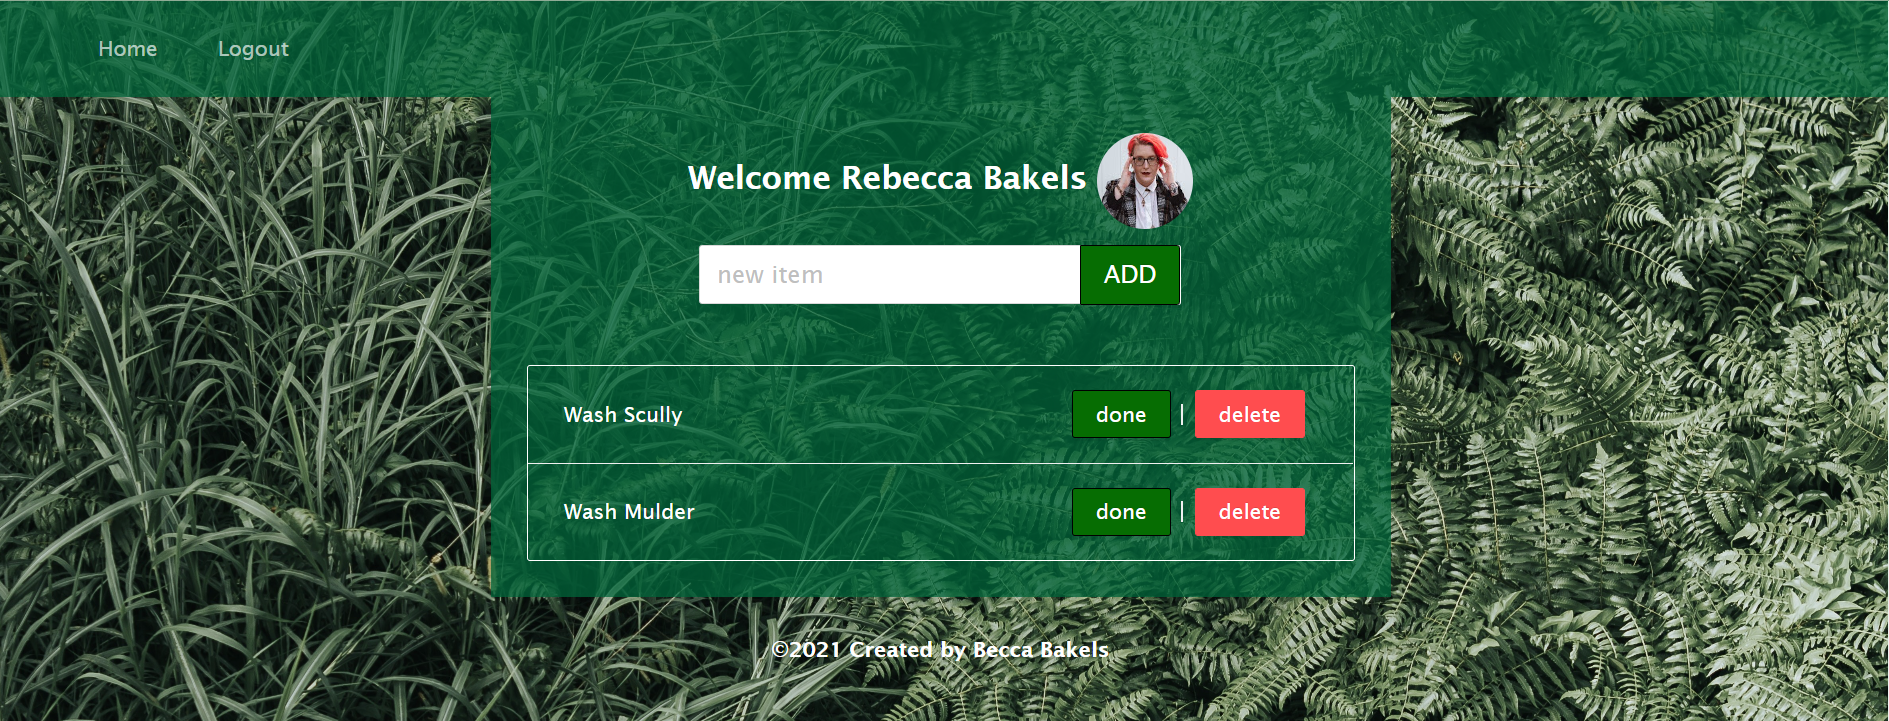 Home Logout
Welcome Rebecca Bakels
new item ADD
Wash Scully done | delete
Wash Mulder done | delete
©2021 Created by Becca Bakels